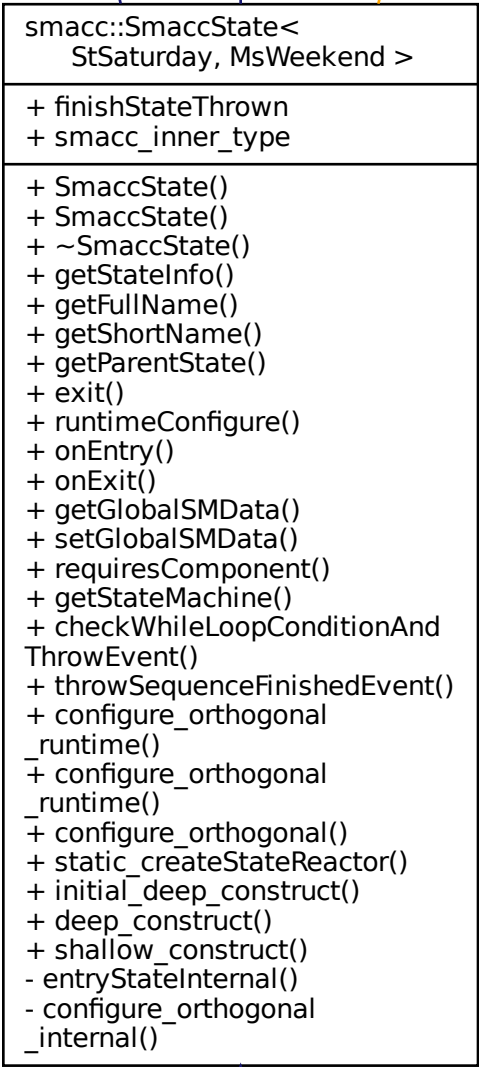 smacc::SmaccState<
StSaturday, MsWeekend >
+ finishStateThrown
+ smacc_inner_type
+ SmaccState()
+ SmaccState()
+ ~SmaccState()
+ getStateInfo()
+ getFullName()
+ getShortName()
+ getParentState()
+ exit()
+ runtimeConfigure()
+ onEntry()
+ onExit()
+ getGlobalSMData()
+ setGlobalSMData()
+ requiresComponent()
+ getStateMachine()
+ checkWhileLoopConditionAnd
ThrowEvent()
+ throwSequenceFinishedEvent()
+ configure_orthogonal
_runtime()
+ configure_orthogonal
_runtime()
+ configure_orthogonal()
+ static_createStateReactor()
+ initial_deep_construct()
+ deep_construct()
+ shallow_construct()
- entryStateInternal()
- configure_orthogonal
_internal()